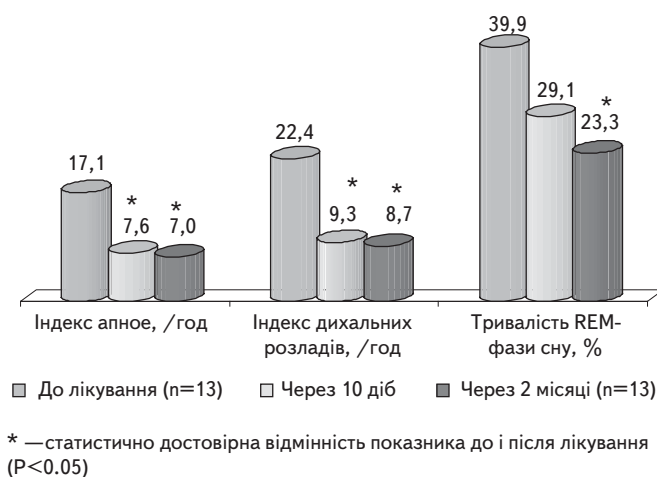 39,9
29,1
*
23,3
22,4
*
9,3
*
8,7
17,1
*
7,6
*
7,0
Індекс апное, /год
Індекс дихальних
розладів, /год
Тривалість REM-
фази сну, %
До лікування (n=13)
Через 10 діб
Через 2 місяці (n=13)
* —статистично достовірна відмінність показника до і після лікування
(P<0.05)